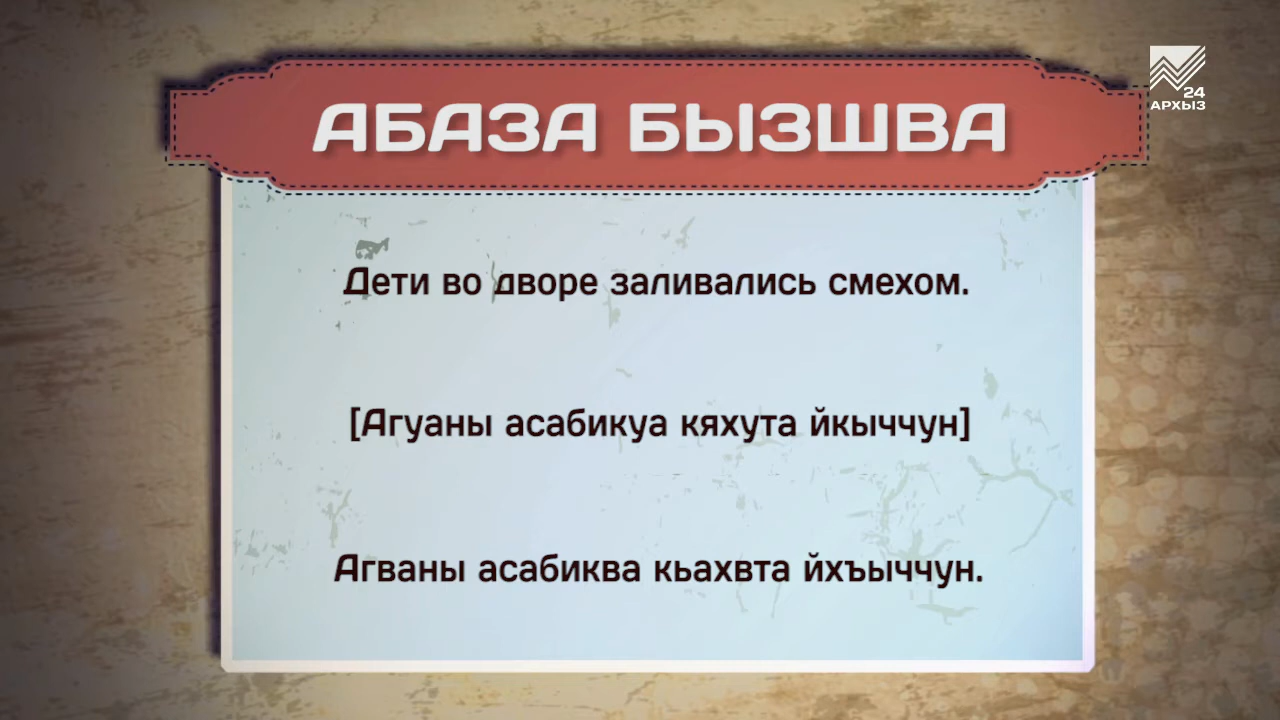 24
АРХЫЗ
АБАЗА БЫЗШВА
Дети во дворе заливались смехом.
[Агуаны асабикуа кяхута йкыччун]
Агваны асабиква кьахвта йхъыччун.